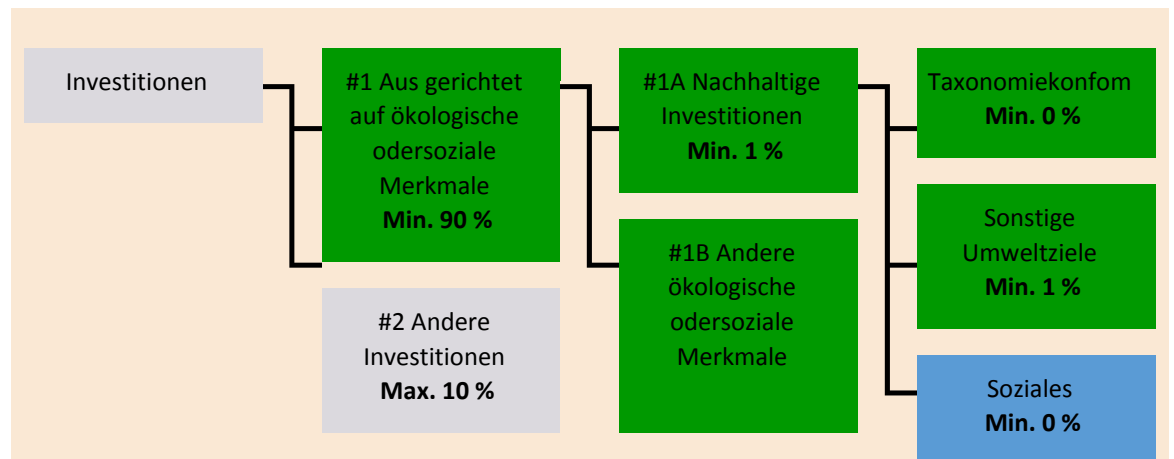 Investitionen
#1 Aus gerichtet
auf ökologische
odersoziale
Merkmale
Min. 90 %
#2 Andere
Investitionen
Max. 10 %
#1A Nachhaltige
Investitionen
Min. 1 %
#1B Andere
ökologische
odersoziale
Merkmale
Taxonomiekonfom
Min. 0 %
Sonstige
Umweltziele
Min. 1 %
Soziales
Min. 0 %